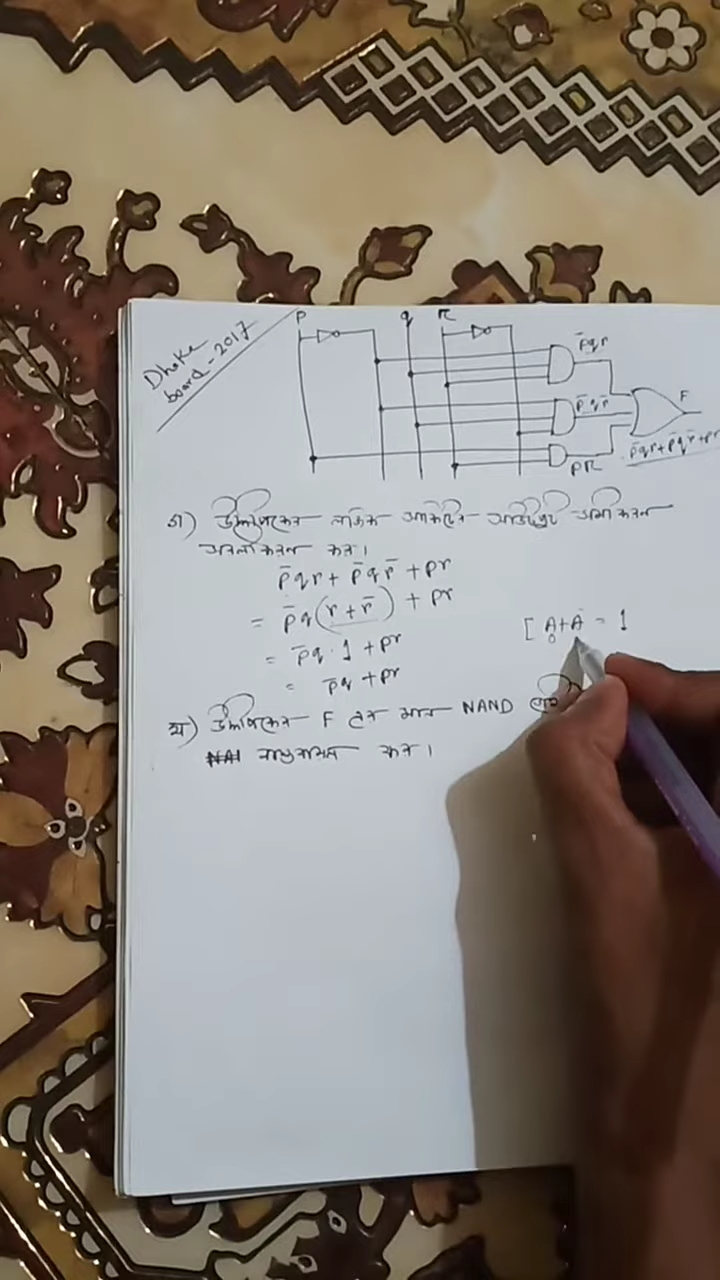 Dhaka
board-2017
P q R
p̄qr
p̄qr̄
F
PR
p̄qr + p̄qr̄ + pr
গ) উদ্দীপকের লজিক সার্কিটের আউটপুট সমীকরণ
সরলীকরণ কর।
p̄qr + p̄qr̄ + pr
= p̄q(r + r̄) + pr
= p̄q · 1 + pr
[ A + Ā = 1
= p̄q + pr
ঘ) উদ্দীপকের F এর মান NAND
বাস্তবায়ন কর।